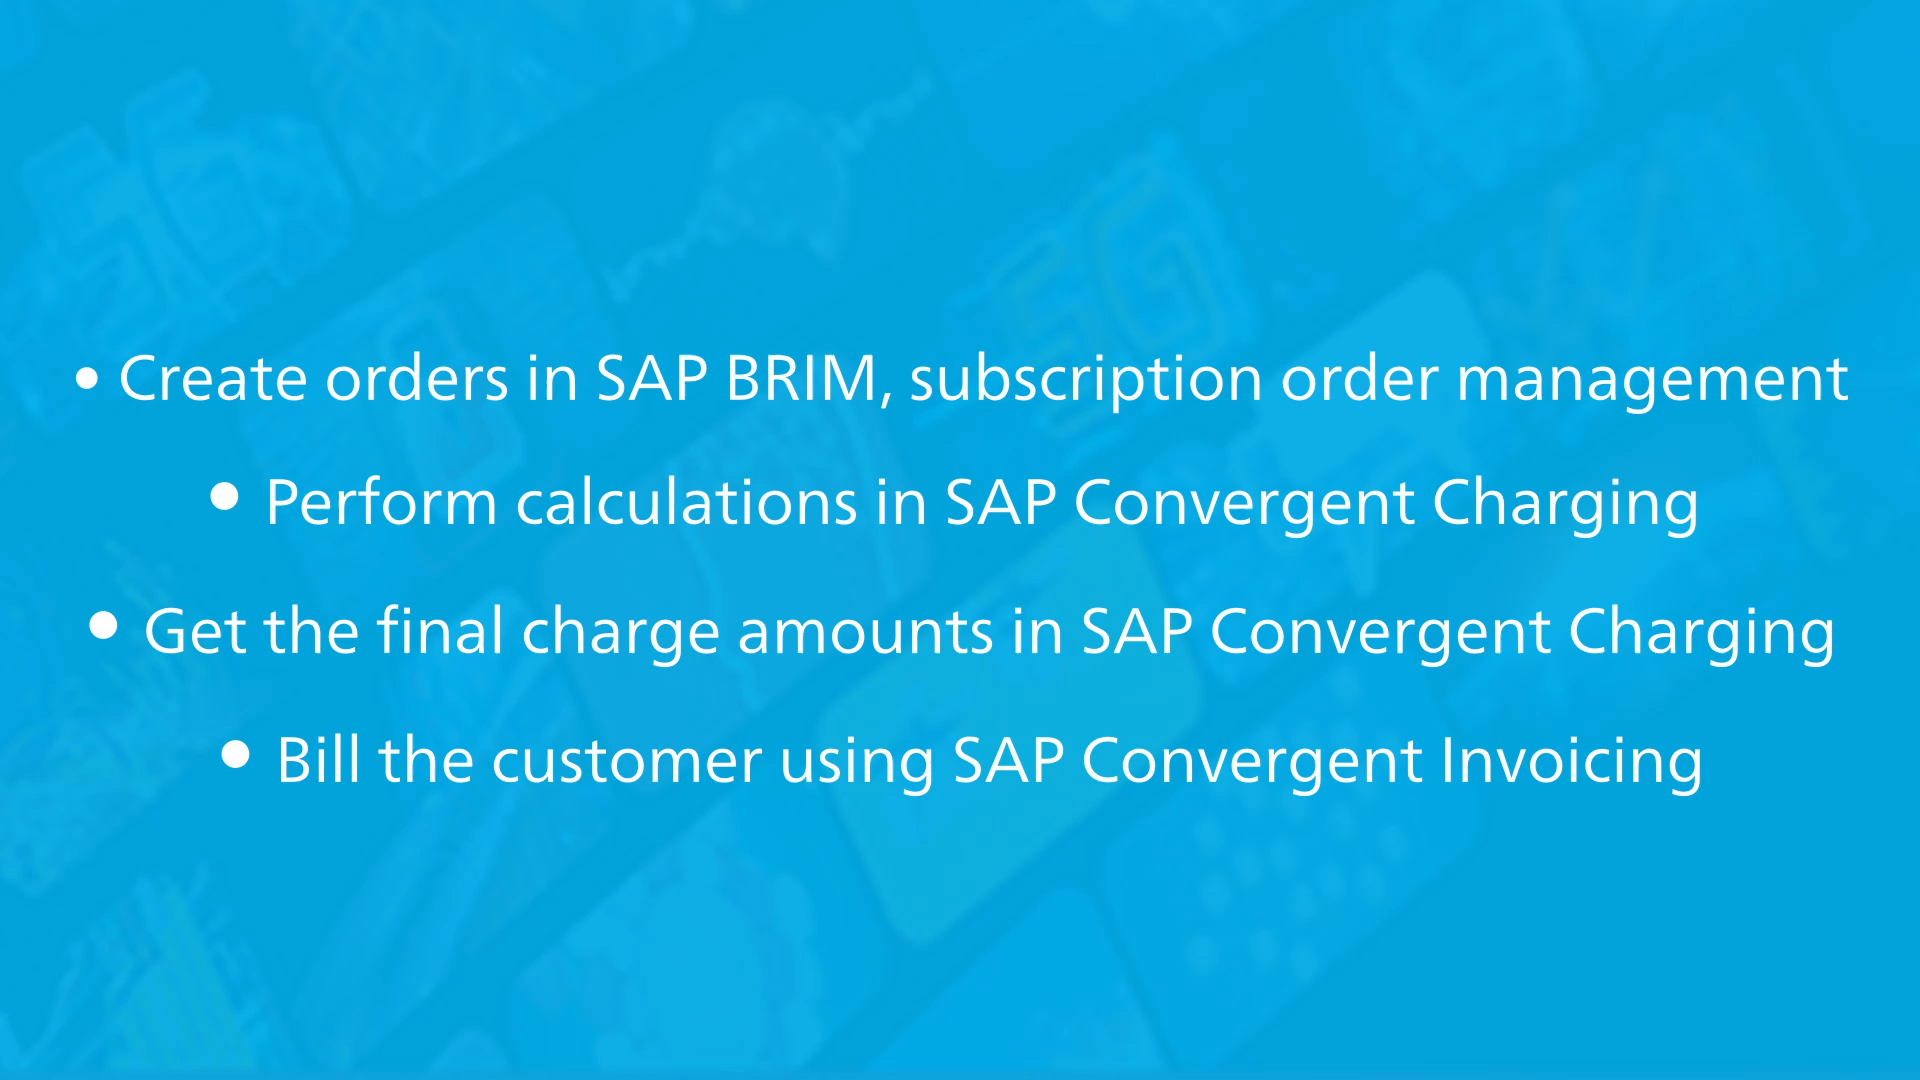 • Create orders in SAP BRIM, subscription order management
• Perform calculations in SAP Convergent Charging
• Get the final charge amounts in SAP Convergent Charging
• Bill the customer using SAP Convergent Invoicing